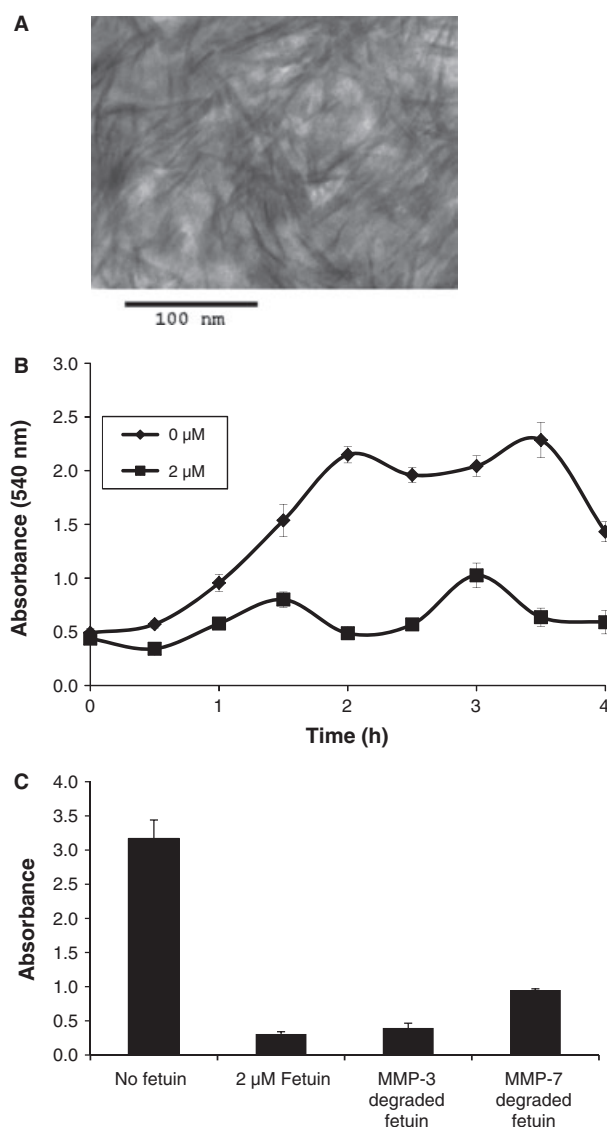 A
100 nm
B
3.0
2.5
2.0
1.5
1.0
0.5
0.0
Absorbance (540 nm)
0 µM
2 µM
0 1 2 3 4
Time (h)
C
4.0
3.5
3.0
2.5
2.0
1.5
1.0
0.5
0.0
Absorbance
No fetuin 2 µM Fetuin MMP-3 MMP-7
degraded degraded
fetuin fetuin